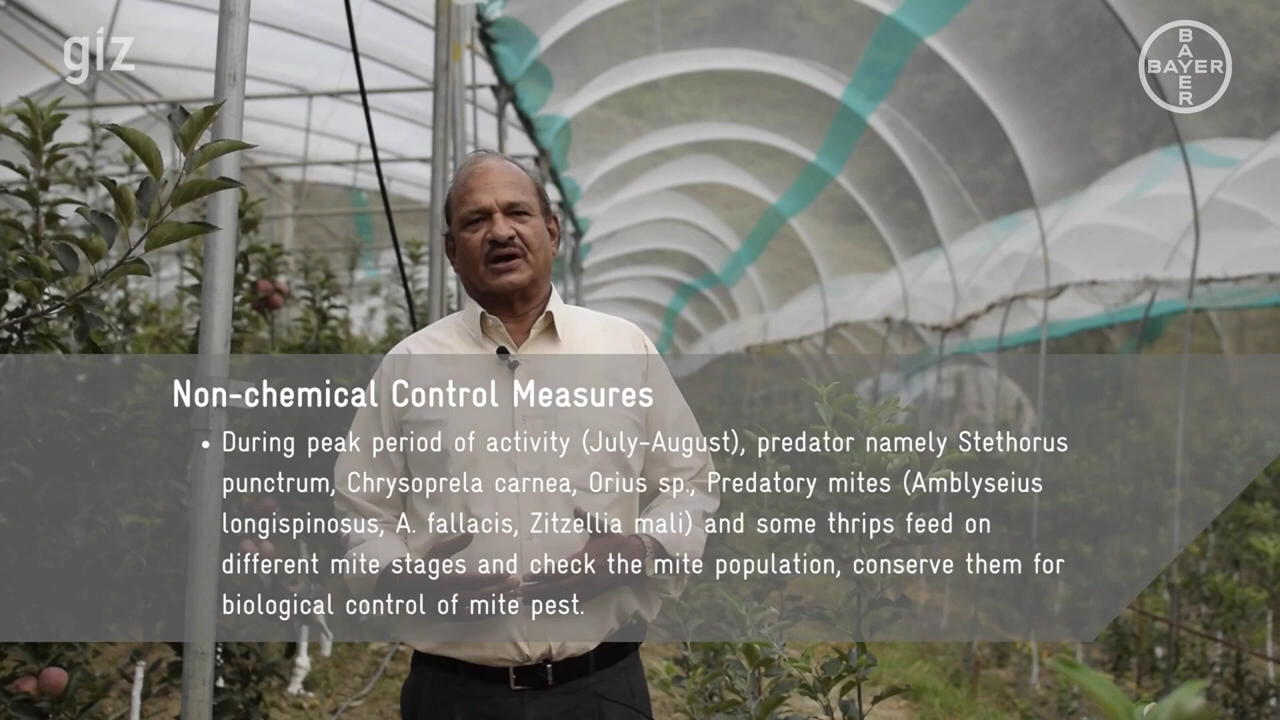 giz
BAYER
BAYER
Non-chemical Control Measures
• During peak period of activity (July-August), predator namely Stethorus
punctrum, Chrysoprela carnea, Orius sp., Predatory mites (Amblyseius
longispinosus, A. fallacis, Zitzellia mali) and some thrips feed on
different mite stages and check the mite population, conserve them for
biological control of mite pest.